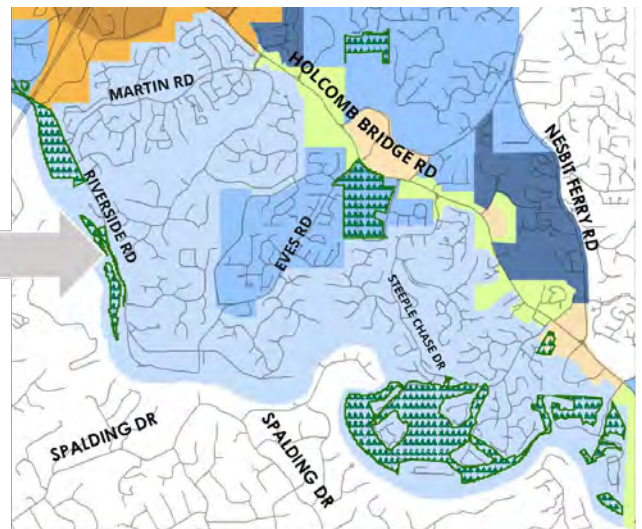 MARTIN RD
HOLCOMB BRIDGE RD
NESBIT FERRY RD
RIVERSIDE RD
EVES RD
STEEPLE CHASE DR
SPALDING DR
SPALDING DR